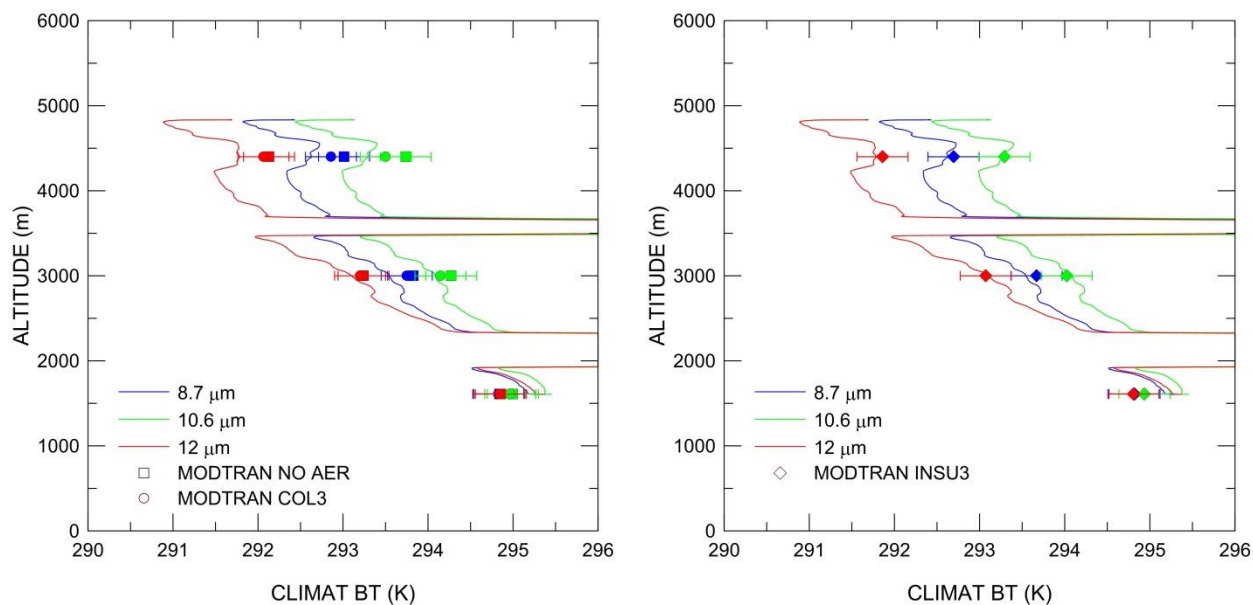 6000
5000
4000
3000
2000
1000
0
ALTITUDE (m)
8.7 μm
10.6 μm
12 μm
MODTRAN NO AER
MODTRAN COL3
290 291 292 293 294 295 296
CLIMAT BT (K)
6000
5000
4000
3000
2000
1000
0
ALTITUDE (m)
8.7 μm
10.6 μm
12 μm
MODTRAN INSU3
290 291 292 293 294 295 296
CLIMAT BT (K)